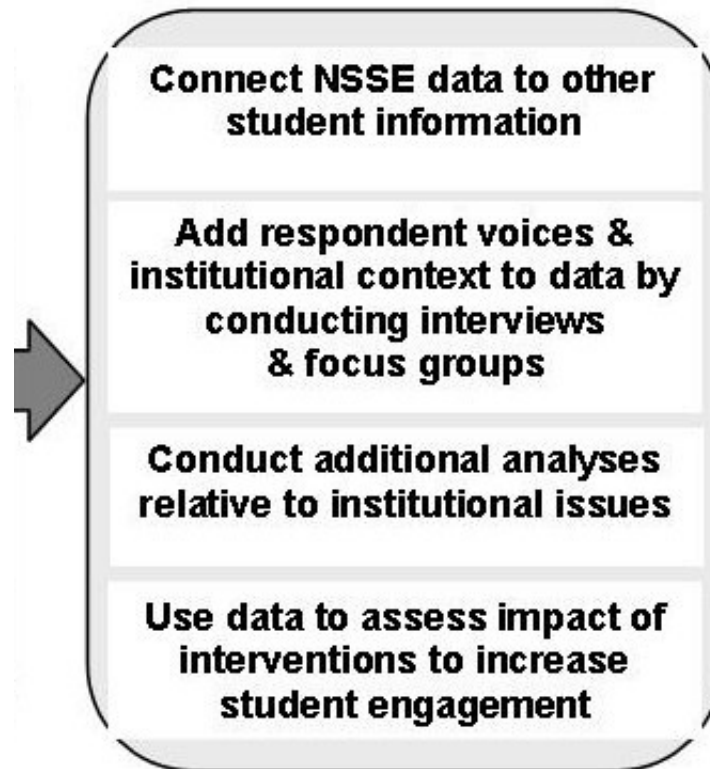 Connect NSSE data to other
student information
Add respondent voices &
institutional context to data by
conducting interviews
& focus groups
Conduct additional analyses
relative to institutional issues
Use data to assess impact of
interventions to increase
student engagement